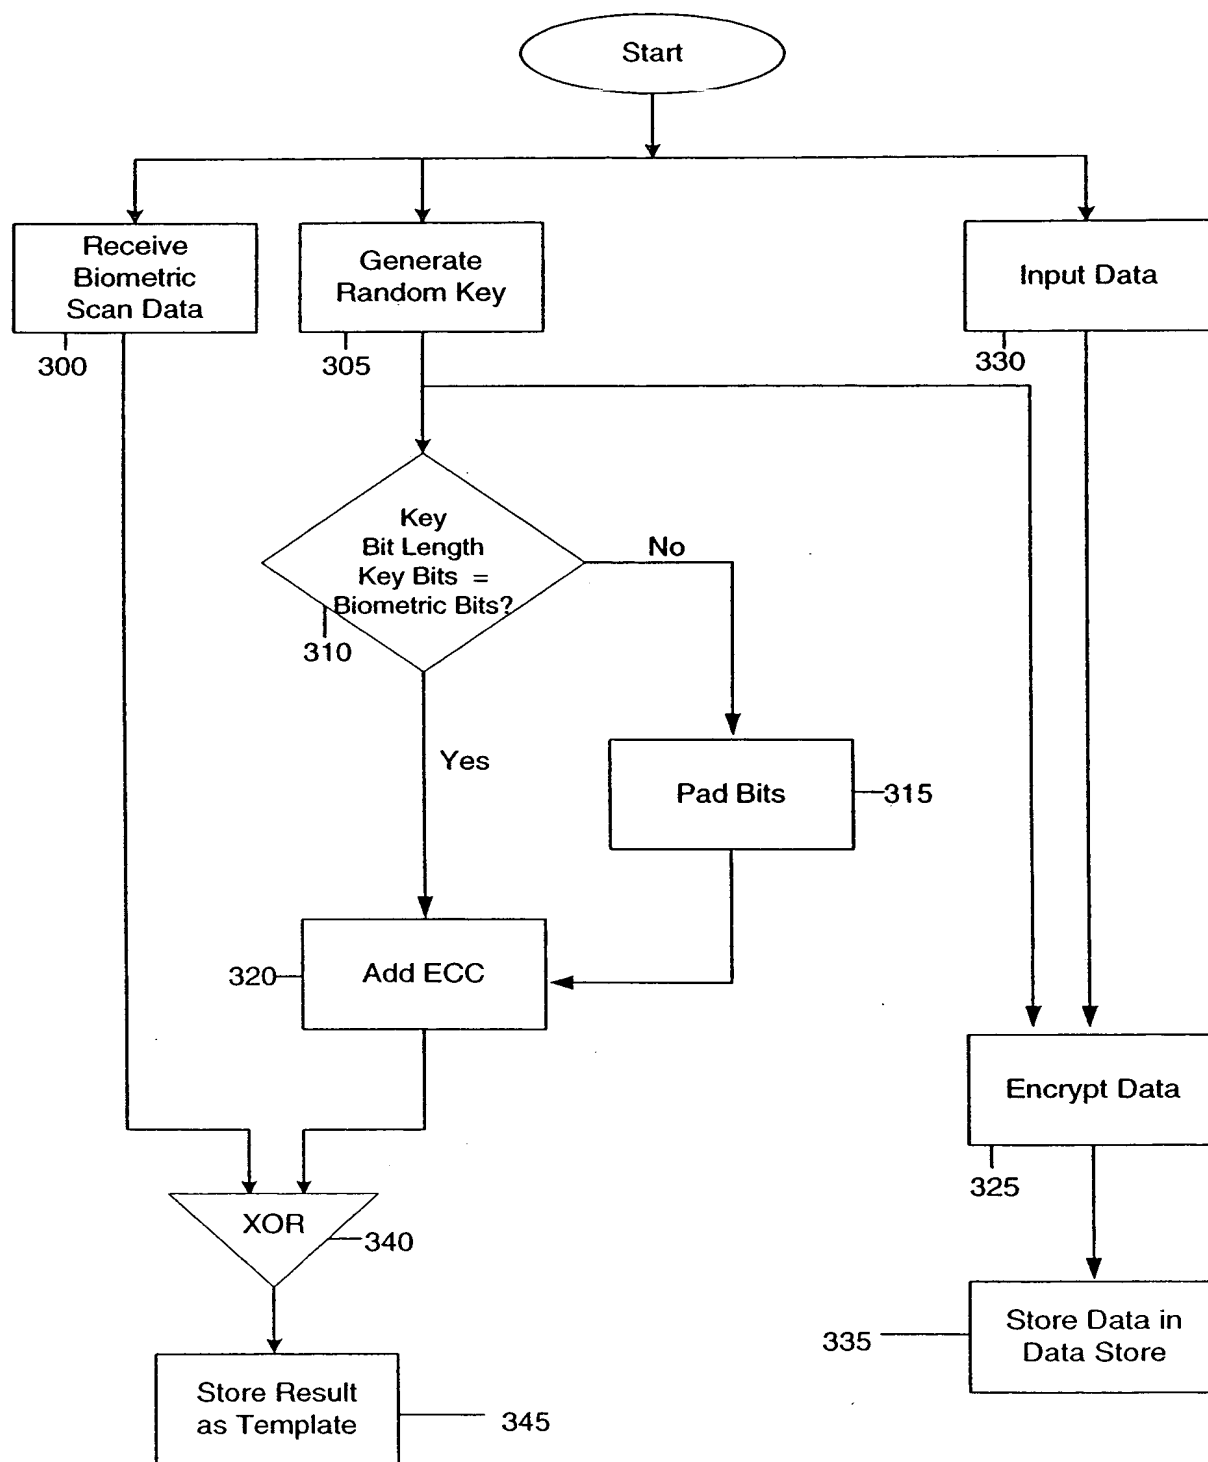 Start
Receive
Biometric
Scan Data
300
Generate
Random Key
305
Input Data
330
Key
Bit Length
Key Bits =
Biometric Bits?
310
No
Yes
Pad Bits
315
320
Add ECC
Encrypt Data
325
XOR
340
335
Store Data in
Data Store
Store Result
as Template
345